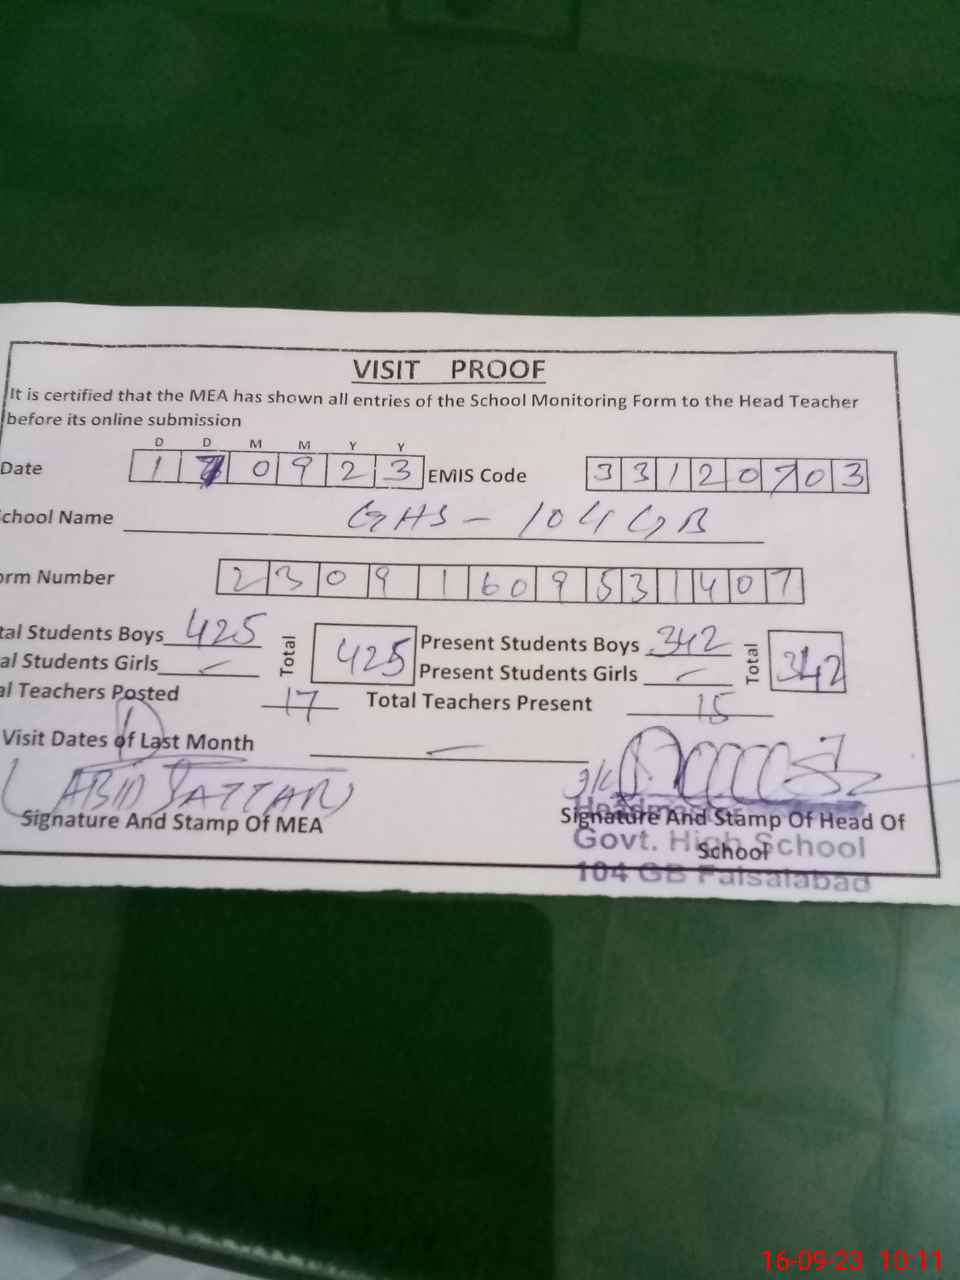 VISIT PROOF
It is certified that the MEA has shown all entries of the School Monitoring Form to the Head Teacher
before its online submission
D D M M Y Y
Date 1 0 9 2 3 EMIS Code 3 3 1 2 0 7 0 3
chool Name GHS - 104 GB
orm Number 2 3 0 9 1 6 0 9 5 3 1 4 0 7
tal Students Boys 425 Total 425 Present Students Boys 342 Total 342
al Students Girls - Present Students Girls -
al Teachers Posted 17 Total Teachers Present 15
Visit Dates of Last Month -
ABID SATTAR
Signature And Stamp Of MEA Signature And Stamp Of Head Of
School
Headmaster
Govt. High School
104 GB Faisalabad
16-09-23 10:11